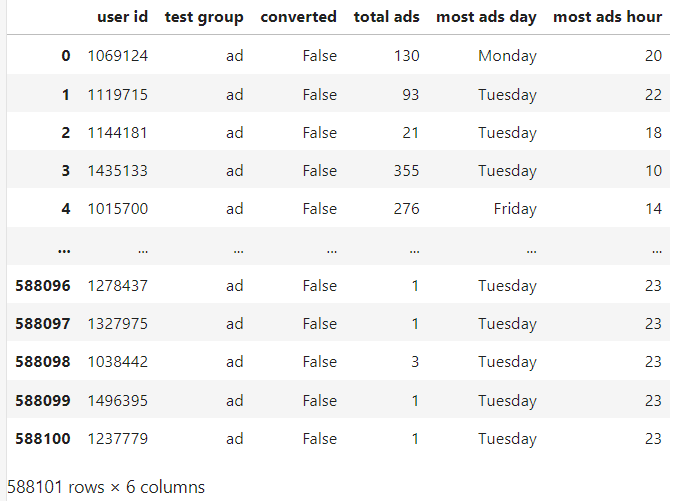 user id test group converted total ads most ads day most ads hour
0 1069124 ad False 130 Monday 20
1 1119715 ad False 93 Tuesday 22
2 1144181 ad False 21 Tuesday 18
3 1435133 ad False 355 Tuesday 10
4 1015700 ad False 276 Friday 14
... ... ... ... ... ... ...
588096 1278437 ad False 1 Tuesday 23
588097 1327975 ad False 1 Tuesday 23
588098 1038442 ad False 3 Tuesday 23
588099 1496395 ad False 1 Tuesday 23
588100 1237779 ad False 1 Tuesday 23
588101 rows × 6 columns